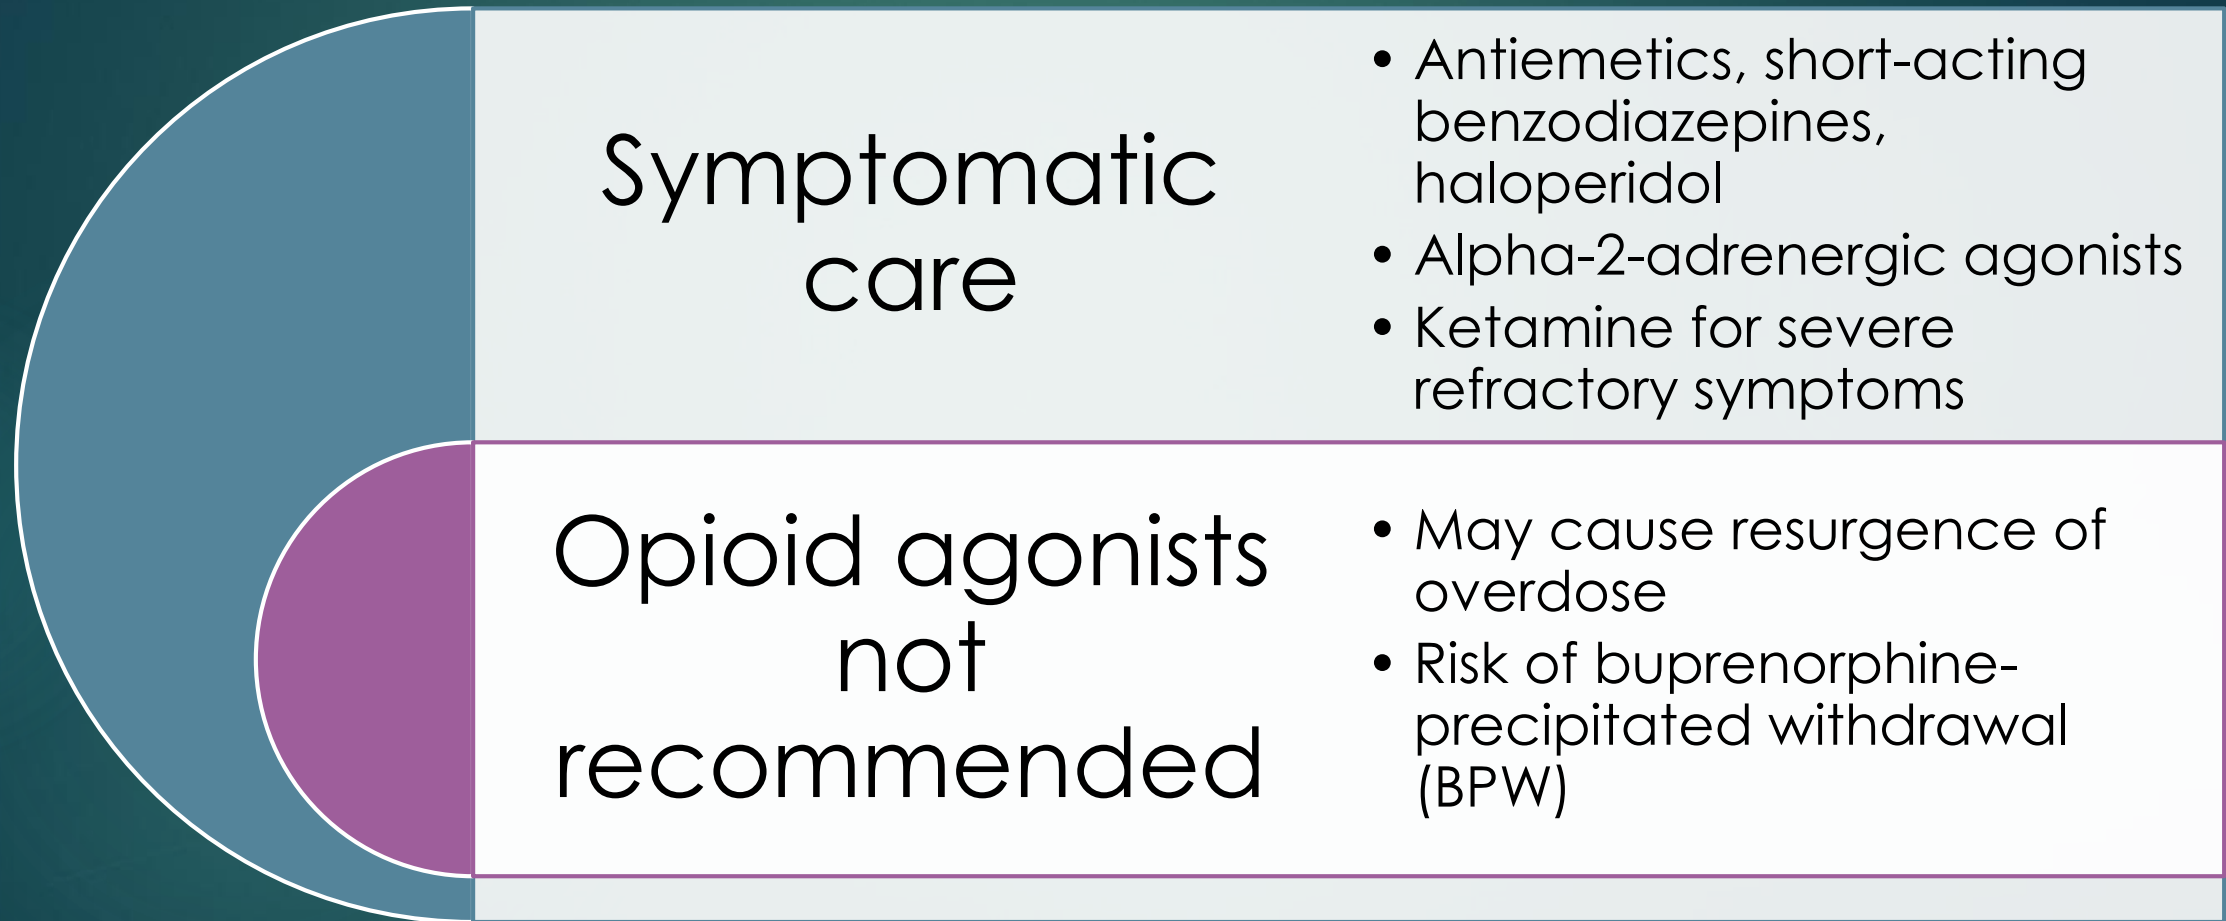 Symptomatic
care
• Antiemetics, short-acting
benzodiazepines,
haloperidol
• Alpha-2-adrenergic agonists
• Ketamine for severe
refractory symptoms
Opioid agonists
not
recommended
• May cause resurgence of
overdose
• Risk of buprenorphine-
precipitated withdrawal
(BPW)